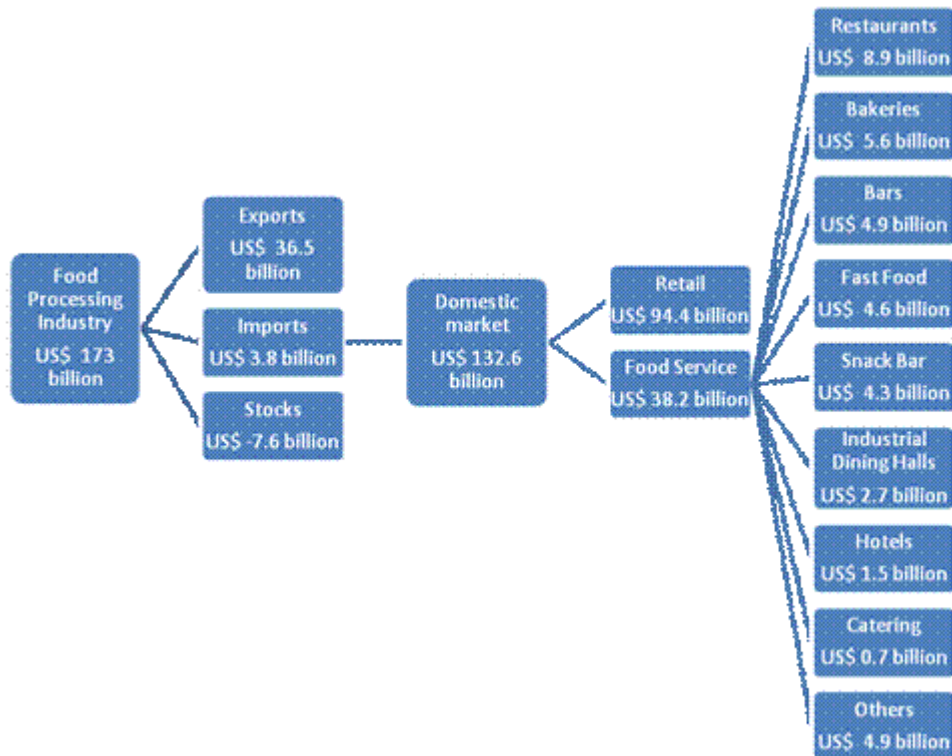 Food
Processing
Industry
US$ 173
billion
Exports
US$ 36.5
billion
Imports
US$ 3.8 billion
Stocks
US$ -7.6 billion
Domestic
market
US$ 132.6
billion
Retail
US$ 94.4 billion
Food Service
US$ 38.2 billion
Restaurants
US$ 8.9 billion
Bakeries
US$ 5.6 billion
Bars
US$ 4.9 billion
Fast Food
US$ 4.6 billion
Snack Bar
US$ 4.3 billion
Industrial
Dining Halls
US$ 2.7 billion
Hotels
US$ 1.5 billion
Catering
US$ 0.7 billion
Others
US$ 4.9 billion